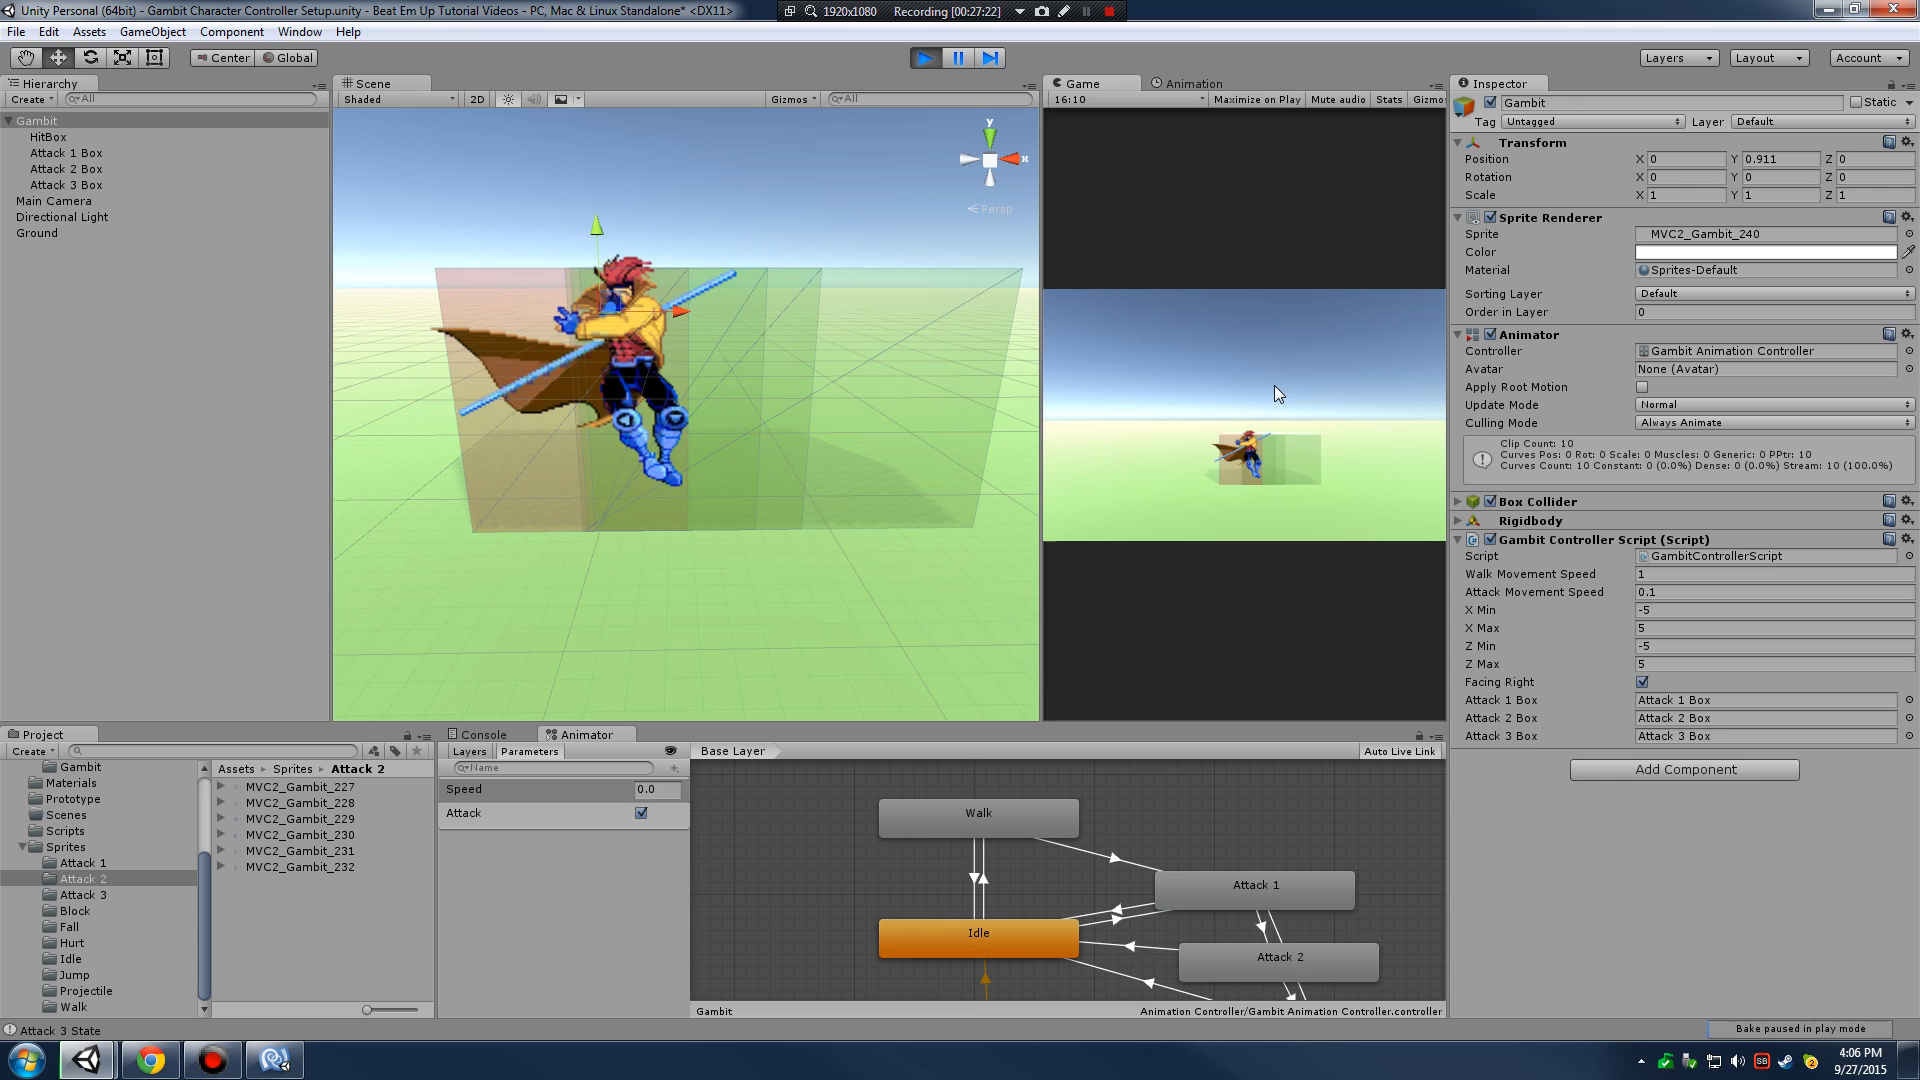 Unity Personal (64bit) - Gambit Character Controller Setup.unity - Beat Em Up Tutorial Videos - PC, Mac & Linux Standalone* <DX11>
1920x1080 Recording [00:27:22]
File Edit Assets GameObject Component Window Help
Center Global
Layers Layout Account
Hierarchy
Create All
Gambit
HitBox
Attack 1 Box
Attack 2 Box
Attack 3 Box
Main Camera
Directional Light
Ground
Scene
Shaded 2D Gizmos All
y
x
Persp
Game Animation
16:10 Maximize on Play Mute audio Stats Gizmos
Inspector
Gambit Static
Tag Untagged Layer Default
Transform
Position X 0 Y 0.911 Z 0
Rotation X 0 Y 0 Z 0
Scale X 1 Y 1 Z 1
Sprite Renderer
Sprite MVC2_Gambit_240
Color
Material Sprites-Default
Sorting Layer Default
Order in Layer 0
Animator
Controller Gambit Animation Controller
Avatar None (Avatar)
Apply Root Motion
Update Mode Normal
Culling Mode Always Animate
Clip Count: 10
Curves Pos: 0 Rot: 0 Scale: 0 Muscles: 0 Generic: 0 PPtr: 10
Curves Count: 10 Constant: 0 (0.0%) Dense: 0 (0.0%) Stream: 10 (100.0%)
Box Collider
Rigidbody
Gambit Controller Script (Script)
Script GambitControllerScript
Walk Movement Speed 1
Attack Movement Speed 0.1
X Min -5
X Max 5
Z Min -5
Z Max 5
Facing Right
Attack 1 Box Attack 1 Box
Attack 2 Box Attack 2 Box
Attack 3 Box Attack 3 Box
Add Component
Project
Create
Gambit
Materials
Prototype
Scenes
Scripts
Sprites
Attack 1
Attack 2
Attack 3
Block
Fall
Hurt
Idle
Jump
Projectile
Walk
Assets Sprites Attack 2
MVC2_Gambit_227
MVC2_Gambit_228
MVC2_Gambit_229
MVC2_Gambit_230
MVC2_Gambit_231
MVC2_Gambit_232
Console Animator
Layers Parameters
Name
Speed 0.0
Attack
Base Layer Auto Live Link
Walk
Attack 1
Idle
Attack 2
Gambit Animation Controller/Gambit Animation Controller.controller
Attack 3 State
Bake paused in play mode
SB
2
4:06 PM
9/27/2015